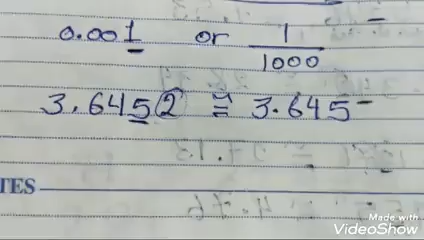 0.001 or 1/1000
3.6452 ≅ 3.645
TES
Made with
VideoShow